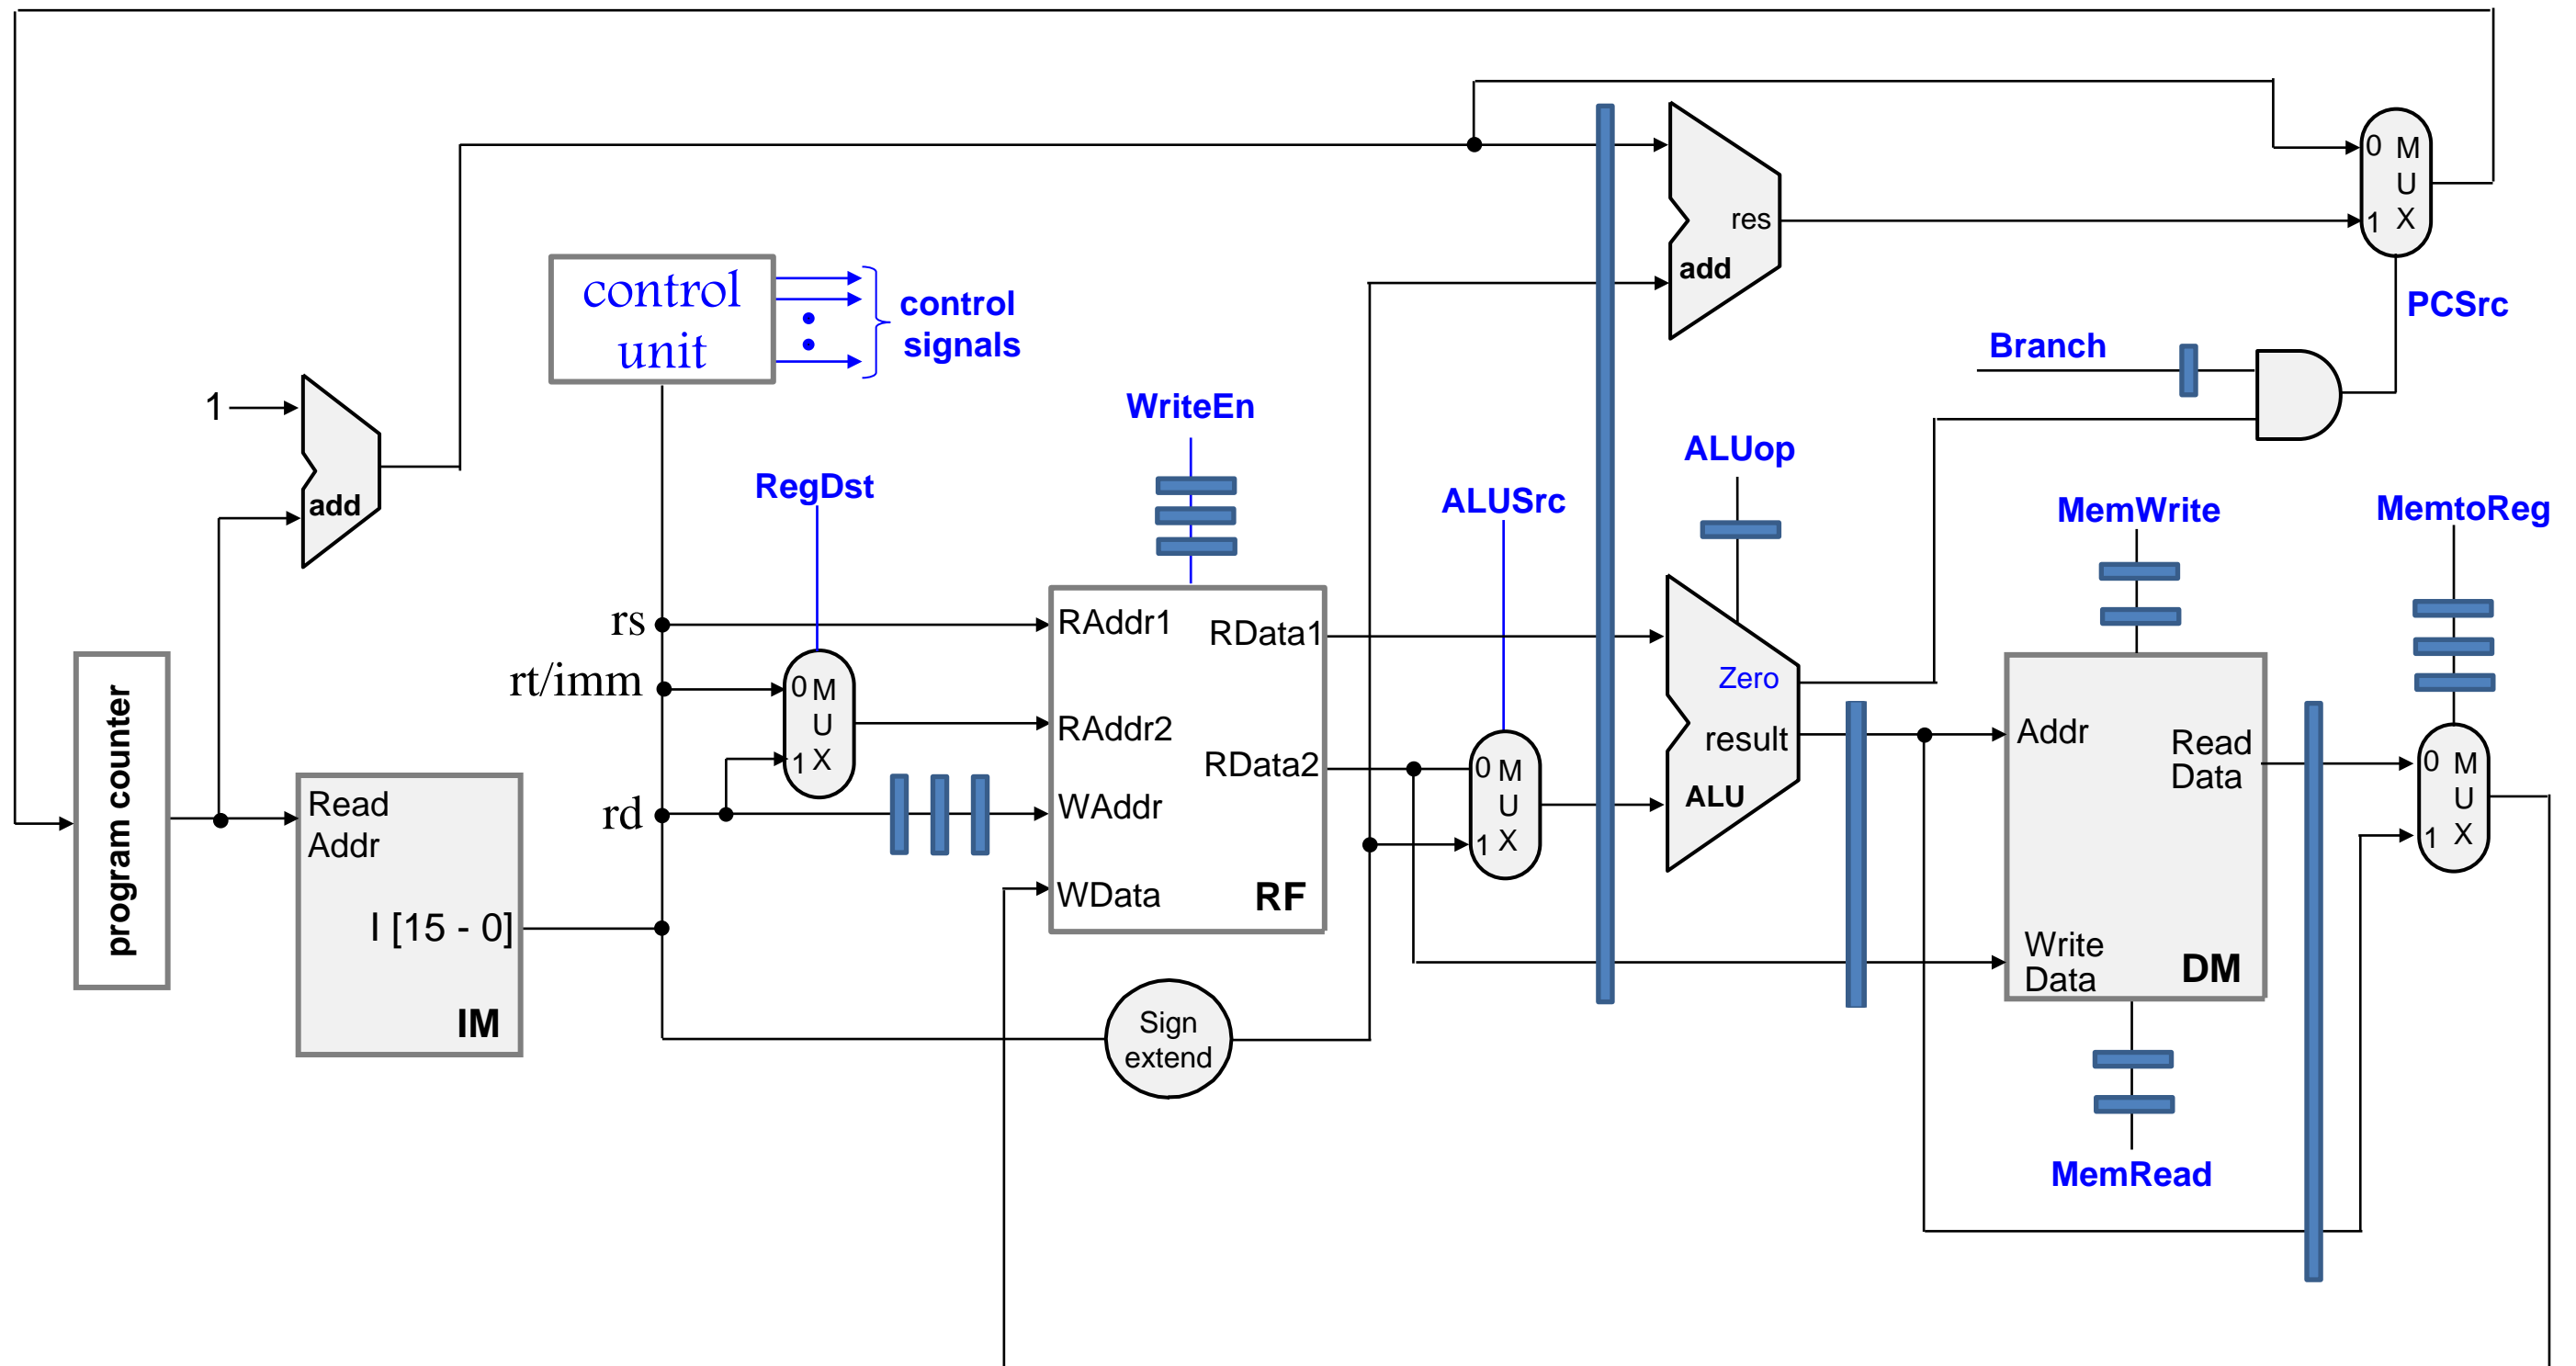 0 M
U
1 X
res
add
control
unit
control
signals
PCSrc
Branch
1
WriteEn
ALUop
RegDst
ALUSrc
MemWrite
MemtoReg
add
rs
RAddr1
RData1
rt/imm
0 M
U
1 X
RAddr2
Zero
result
ALU
Addr
Read
Data
0 M
U
1 X
RData2
0 M
U
1 X
rd
WAddr
program counter
Read
Addr
I [15 - 0]
IM
WData
RF
Write
Data
DM
Sign
extend
MemRead